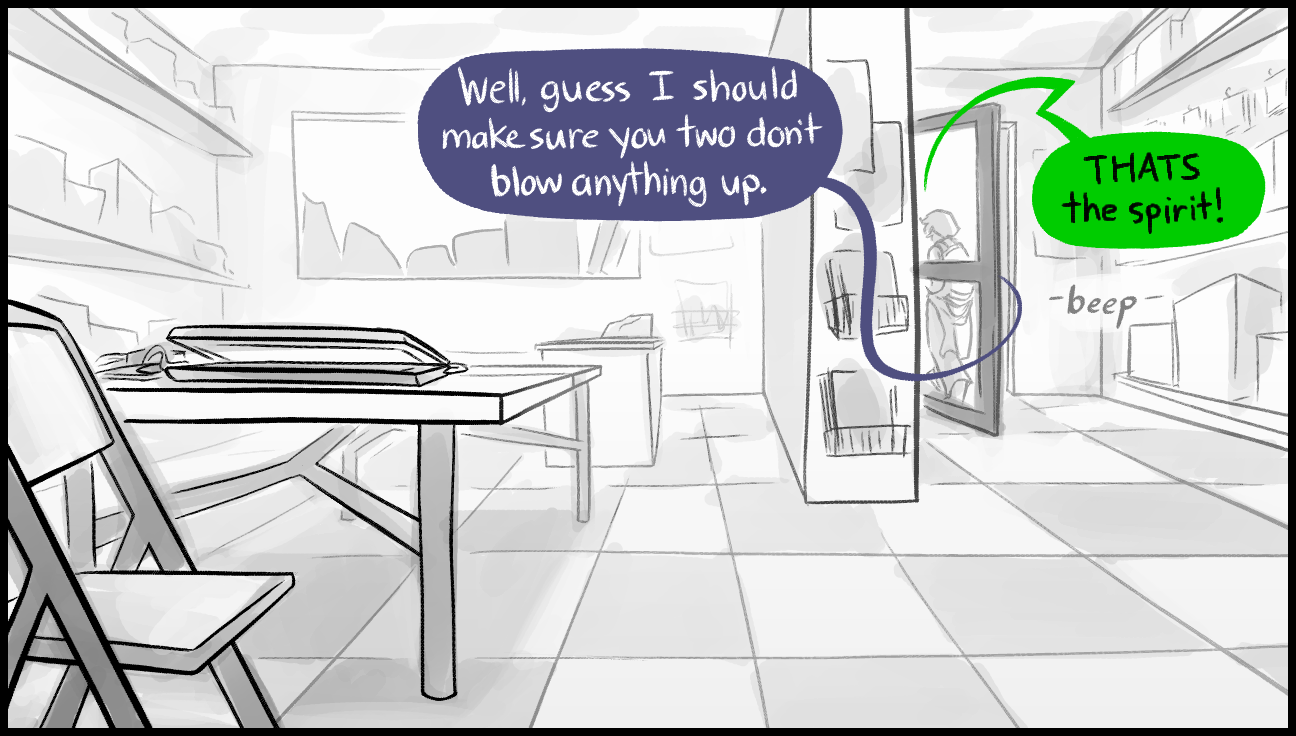 Well, guess I should
make sure you two don't
blow anything up.
THATS
the spirit!
-beep-